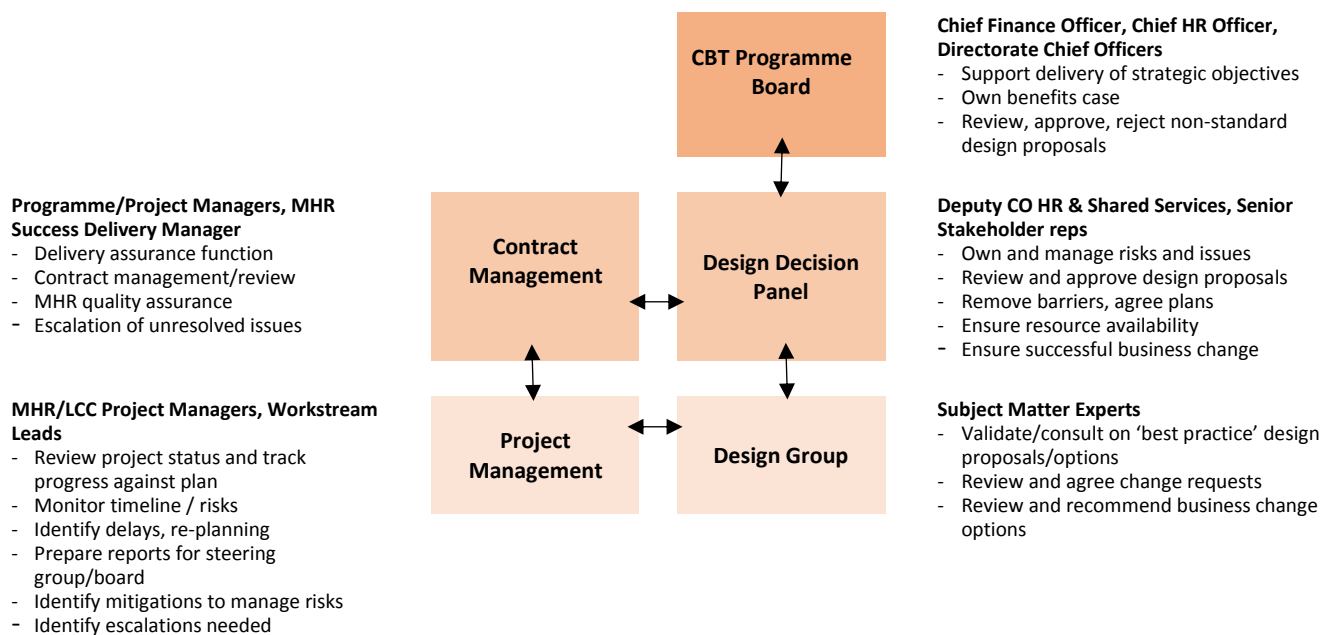 CBT Programme
Board
Chief Finance Officer, Chief HR Officer,
Directorate Chief Officers
- Support delivery of strategic objectives
- Own benefits case
- Review, approve, reject non-standard
design proposals
Programme/Project Managers, MHR
Success Delivery Manager
- Delivery assurance function
- Contract management/review
- MHR quality assurance
- Escalation of unresolved issues
Contract
Management
Design Decision
Panel
Deputy CO HR & Shared Services, Senior
Stakeholder reps
- Own and manage risks and issues
- Review and approve design proposals
- Remove barriers, agree plans
- Ensure resource availability
- Ensure successful business change
MHR/LCC Project Managers, Workstream
Leads
- Review project status and track
progress against plan
- Monitor timeline / risks
- Identify delays, re-planning
- Prepare reports for steering
group/board
- Identify mitigations to manage risks
- Identify escalations needed
Project
Management
Design Group
Subject Matter Experts
- Validate/consult on ‘best practice’ design
proposals/options
- Review and agree change requests
- Review and recommend business change
options